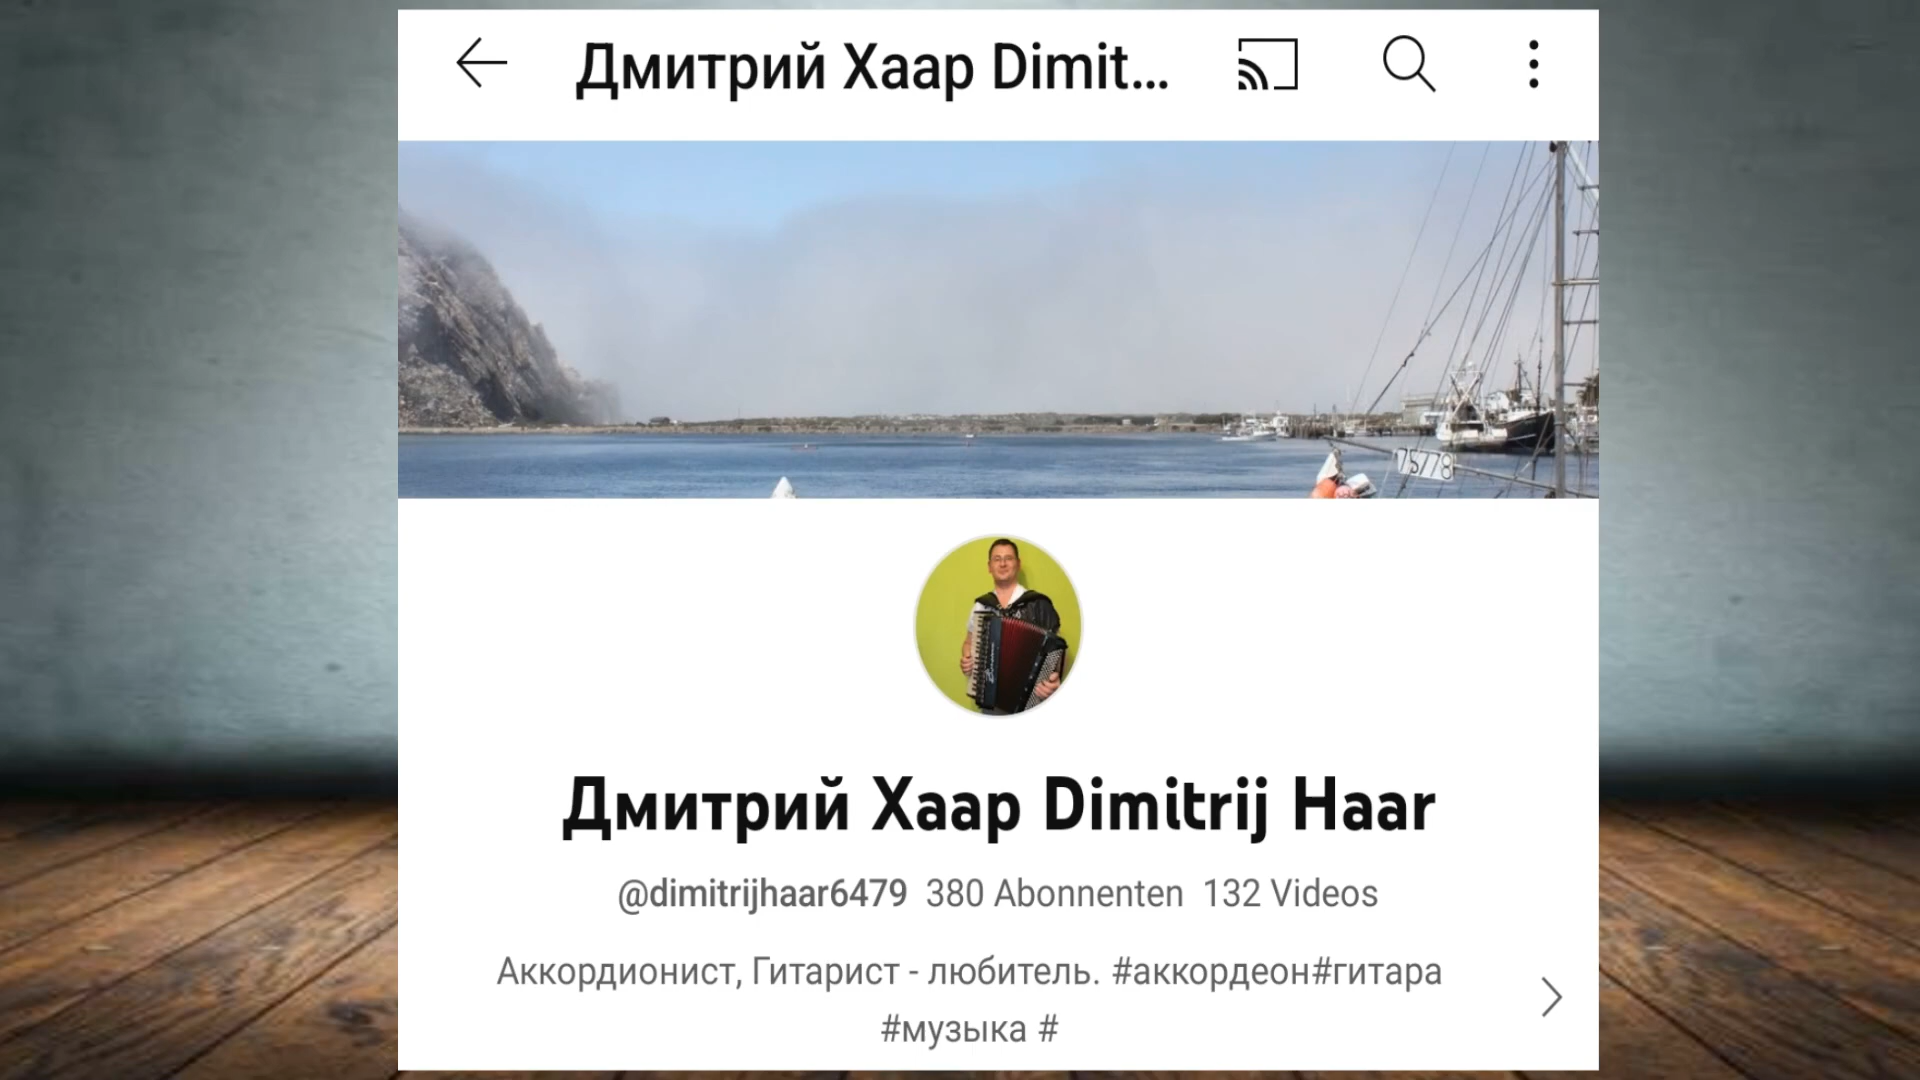 Дмитрий Хаар Dimit...
75778
Дмитрий Хаар Dimitrij Haar
@dimitrijhaar6479 380 Abonnenten 132 Videos
Аккордионист, Гитарист - любитель. #аккордеон#гитара
#музыка #